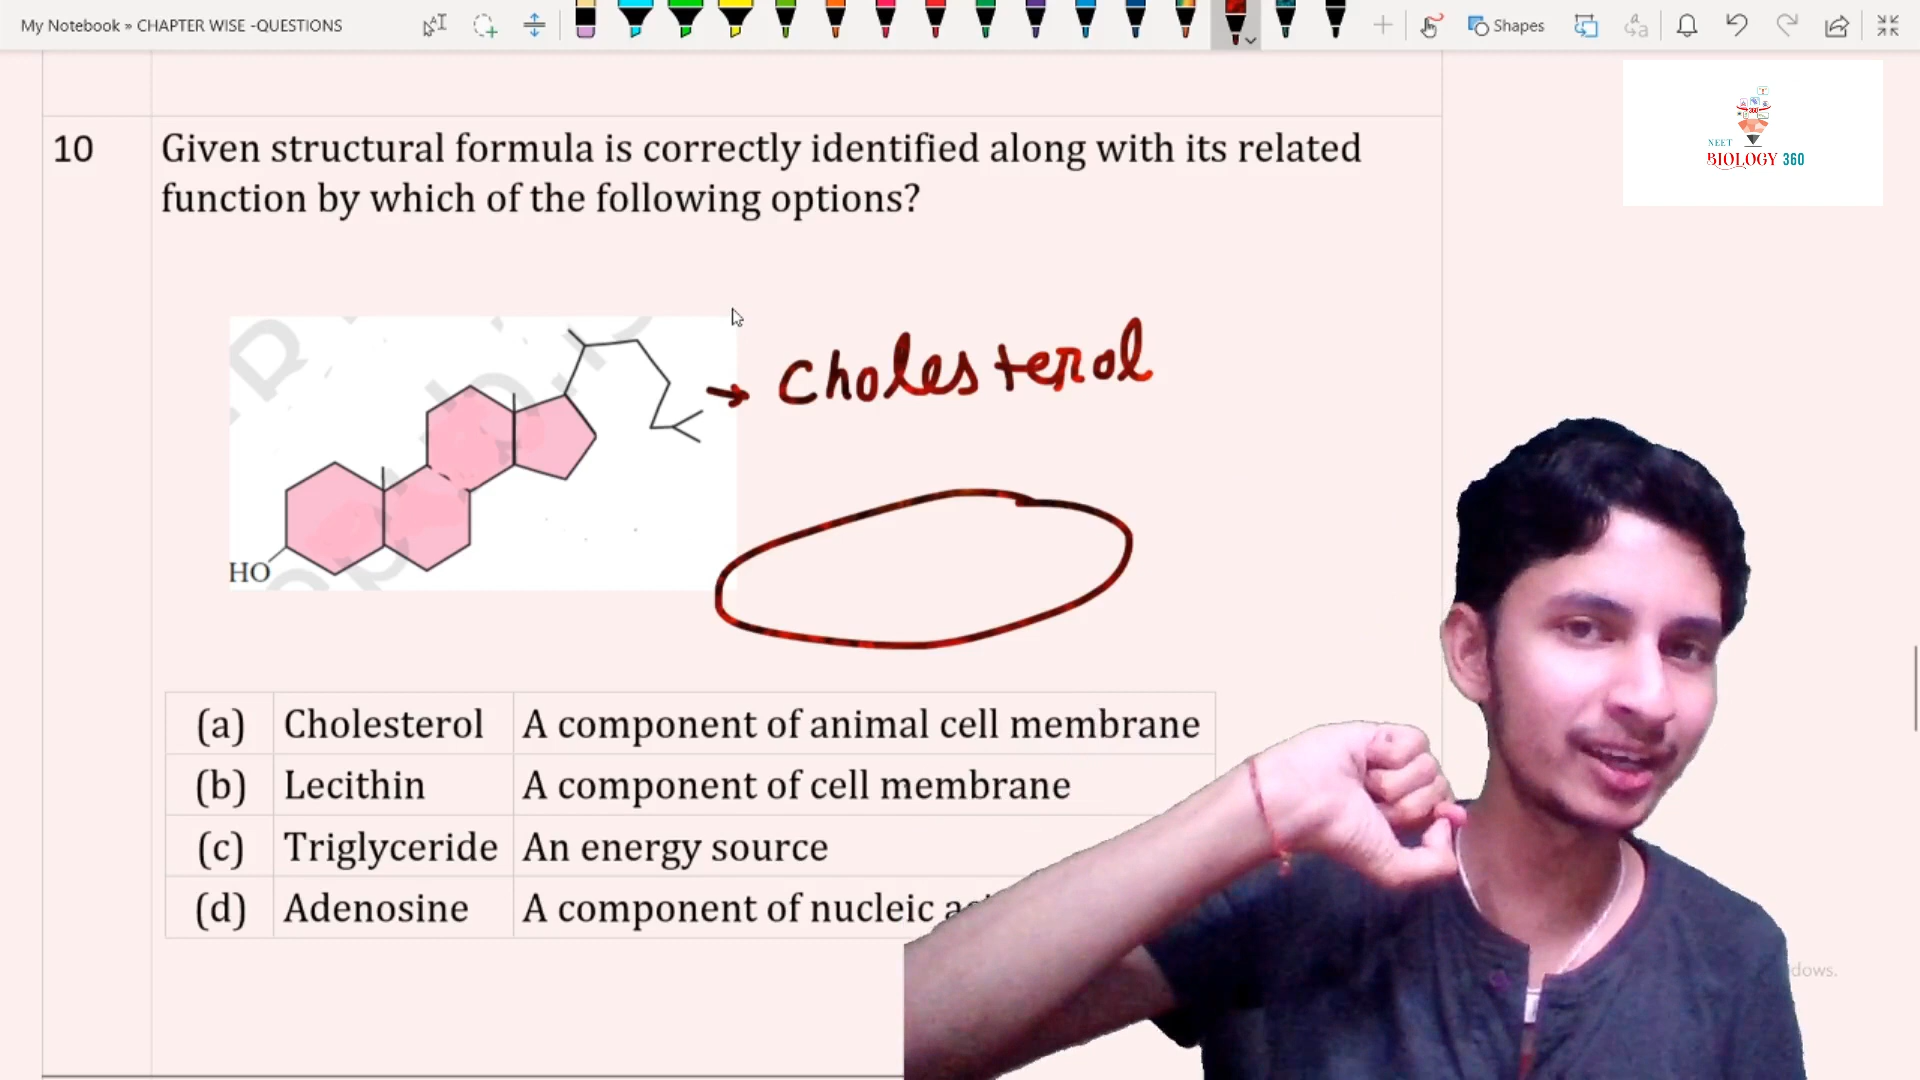 My Notebook » CHAPTER WISE -QUESTIONS
Shapes
NEET
BIOLOGY 360
10
Given structural formula is correctly identified along with its related
function by which of the following options?
Cholesterol
HO
(a) Cholesterol A component of animal cell membrane
(b) Lecithin A component of cell membrane
(c) Triglyceride An energy source
(d) Adenosine A component of nucleic
dows.